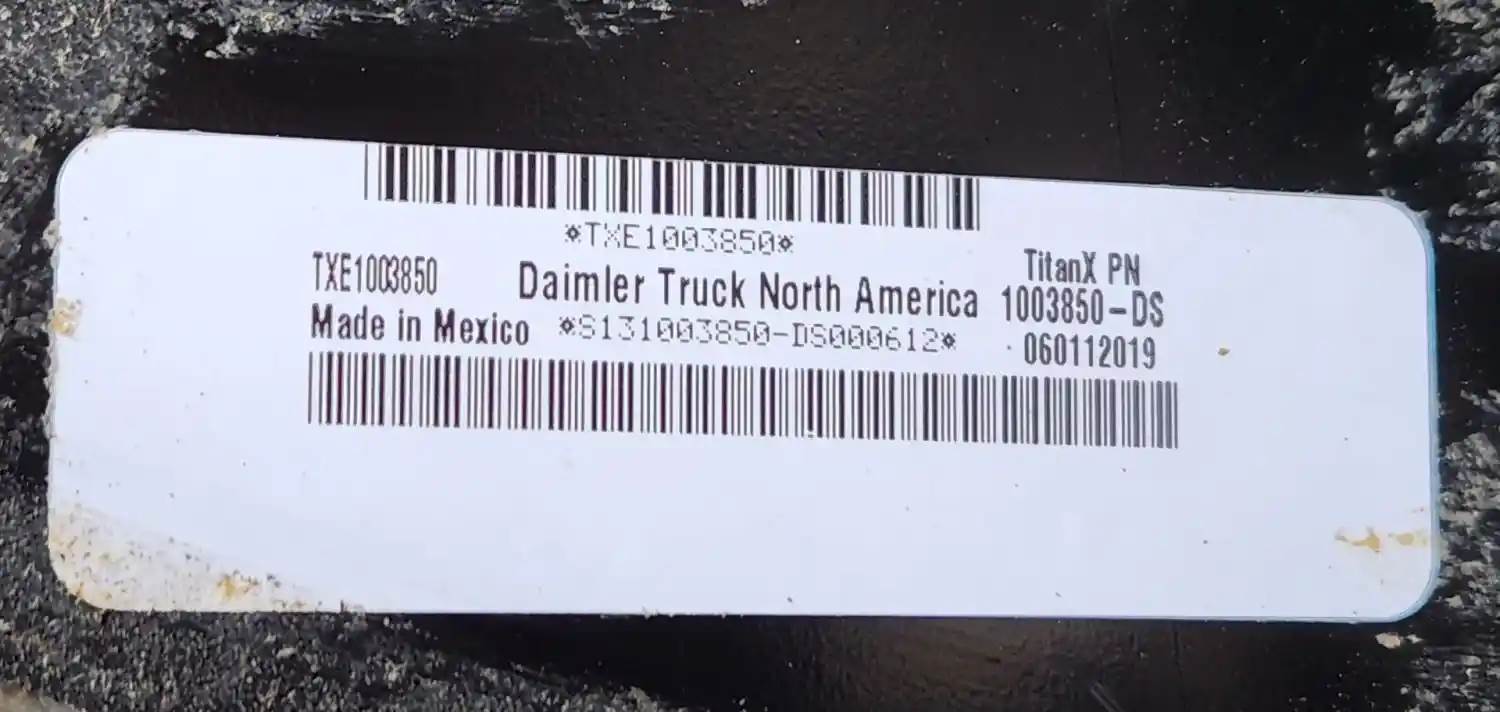 *TXE1003850*
TXE1003850
Daimler Truck North America
TitanX PN
1003850-DS
Made in Mexico
*S131003850-DS000612*
060112019